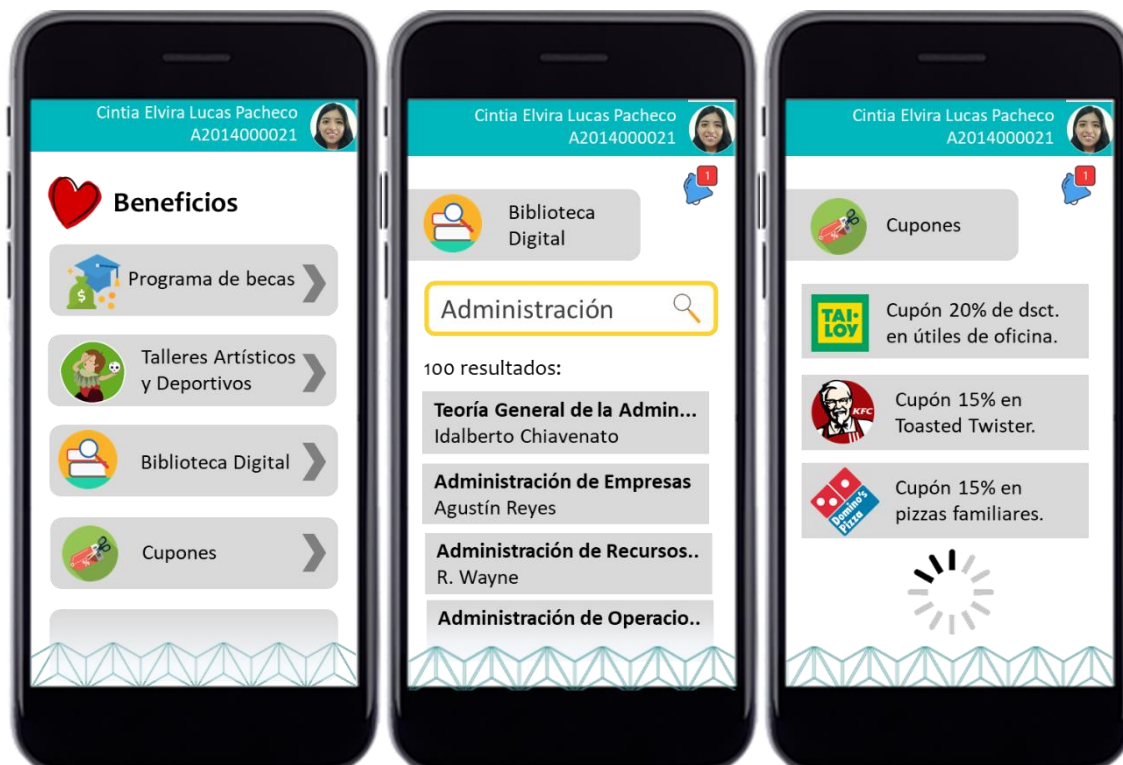 Cintia Elvira Lucas Pacheco
A2014000021
Beneficios
Programa de becas
Talleres Artísticos
y Deportivos
Biblioteca Digital
Cupones
Cintia Elvira Lucas Pacheco
A2014000021
1
Biblioteca
Digital
Administración
100 resultados:
Teoría General de la Admin...
Idalberto Chiavenato
Administración de Empresas
Agustín Reyes
Administración de Recursos..
R. Wayne
Administración de Operacio..
Cintia Elvira Lucas Pacheco
A2014000021
1
Cupones
TAI-
LOY
Cupón 20% de dsct.
en útiles de oficina.
KFC
Cupón 15% en
Toasted Twister.
Domino's
Pizza
Cupón 15% en
pizzas familiares.